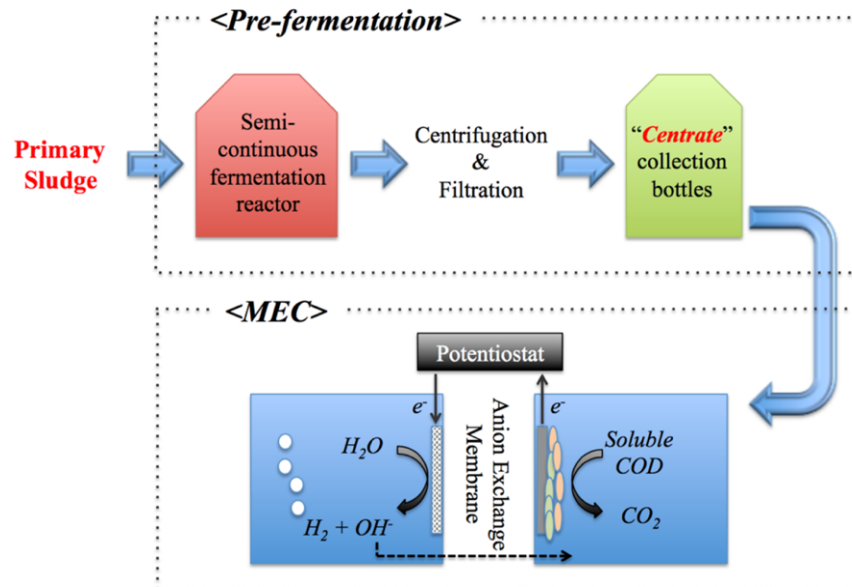 <Pre-fermentation>
Primary
Sludge
Semi-
continuous
fermentation
reactor
Centrifugation
&
Filtration
“Centrate”
collection
bottles
<MEC>
Potentiostat
e-
e-
Anion Exchange
Membrane
H2O
H2 + OH-
Soluble
COD
CO2